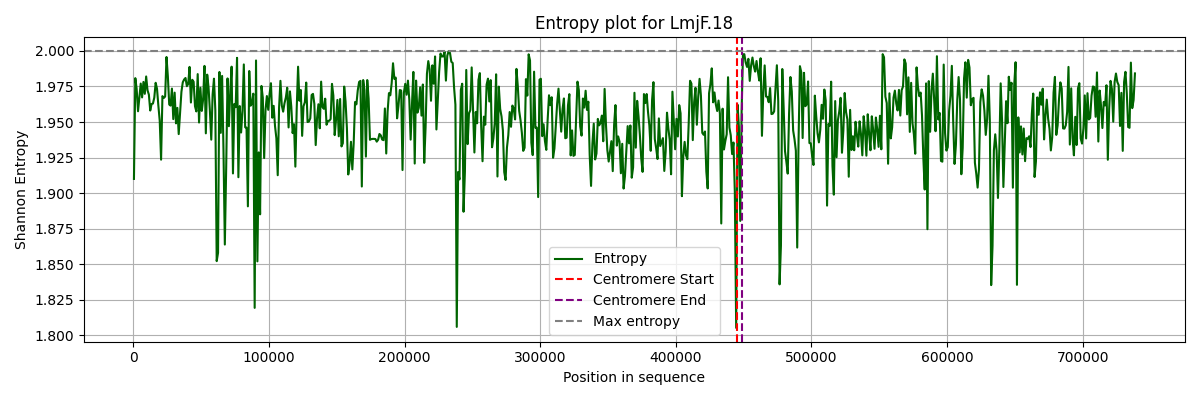 Entropy plot for LmjF.18
Shannon Entropy
2.000
1.975
1.950
1.925
1.900
1.875
1.850
1.825
1.800
Entropy
Centromere Start
Centromere End
Max entropy
0 100000 200000 300000 400000 500000 600000 700000
Position in sequence